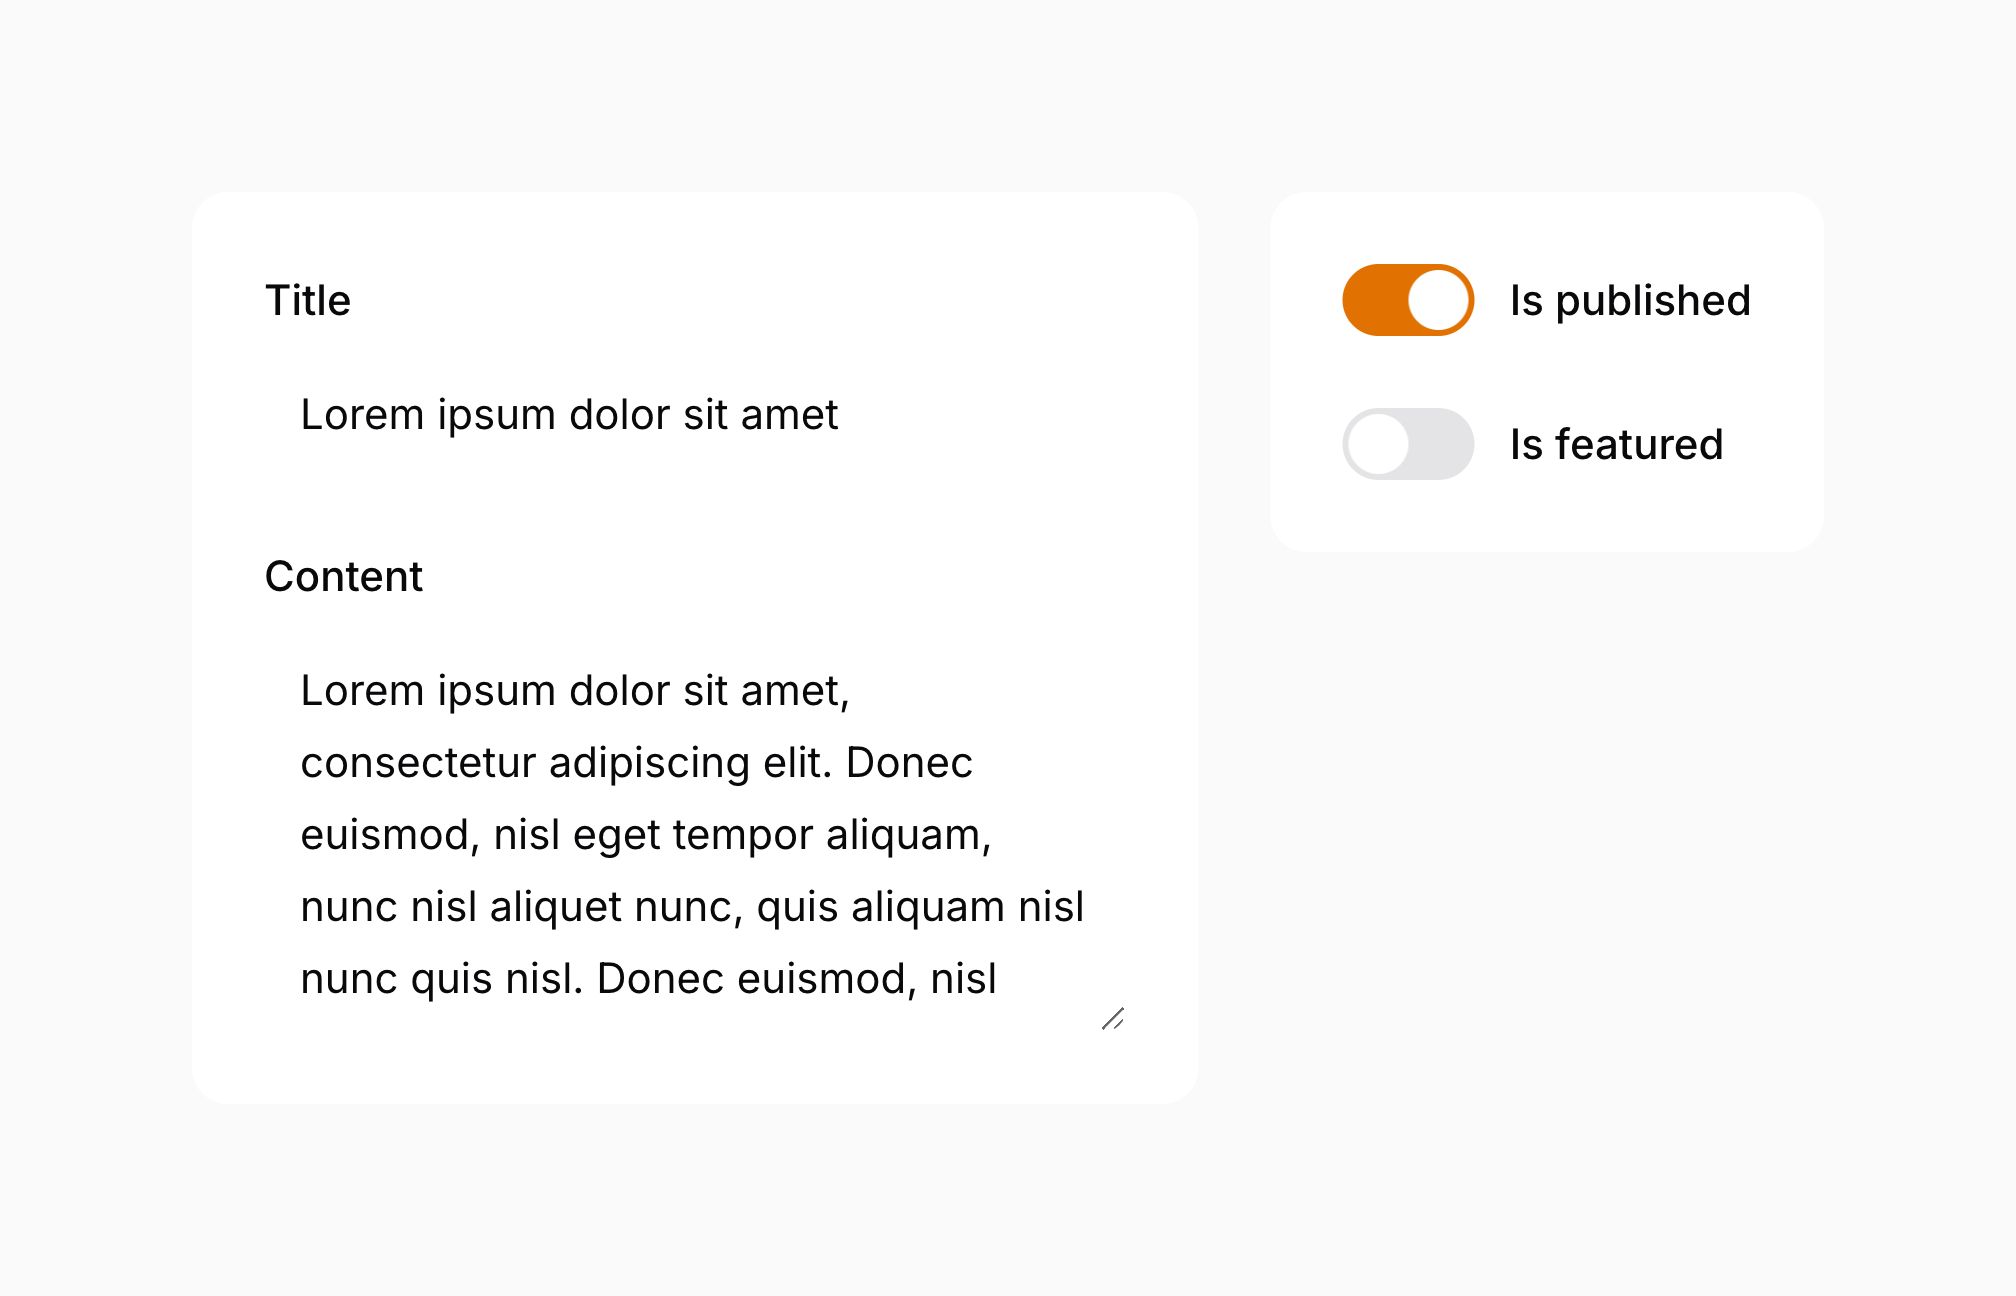 Title
Lorem ipsum dolor sit amet
Content
Lorem ipsum dolor sit amet,
consectetur adipiscing elit. Donec
euismod, nisl eget tempor aliquam,
nunc nisl aliquet nunc, quis aliquam nisl
nunc quis nisl. Donec euismod, nisl
Is published
Is featured